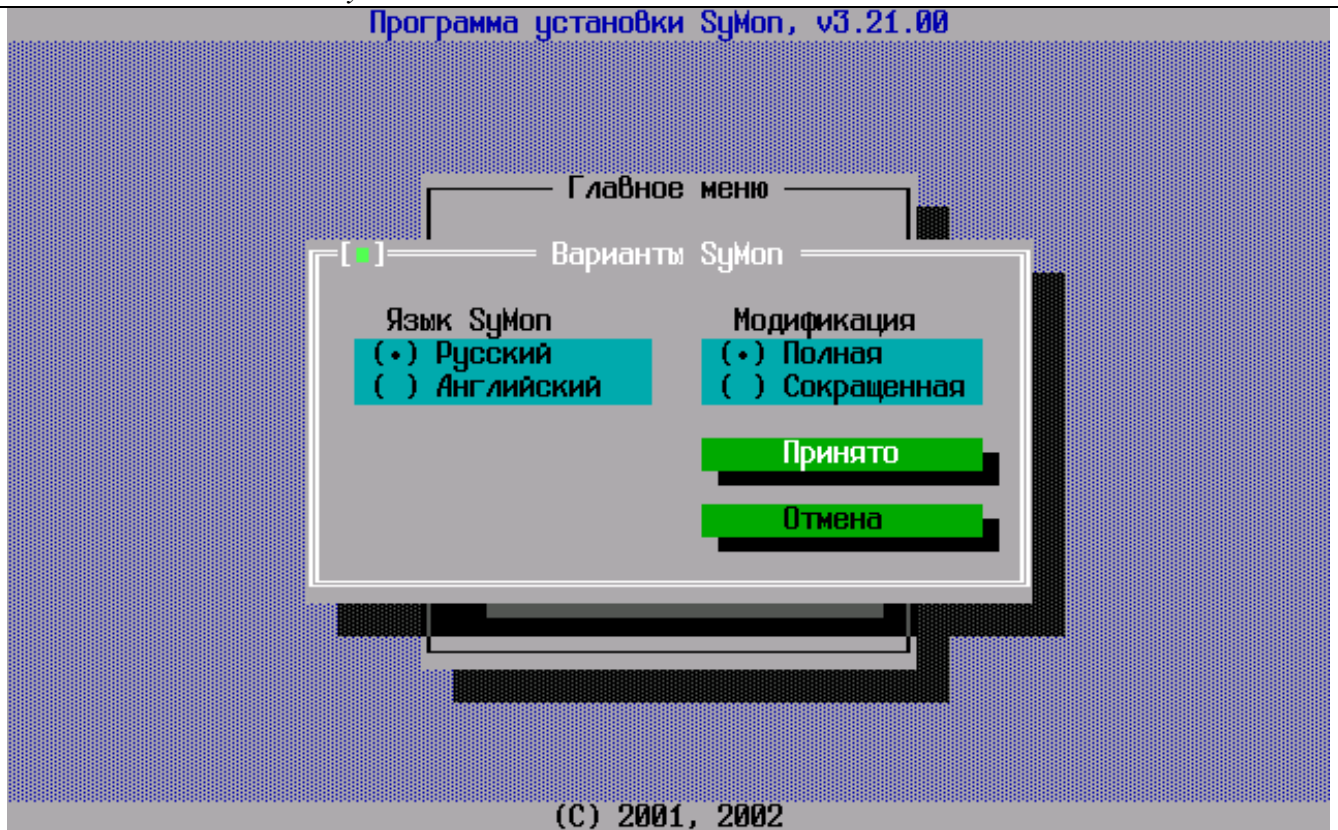 Программа установки SyMon, v3.21.00
Главное меню
[■] Варианты SyMon
Язык SyMon Модификация
(•) Русский (•) Полная
( ) Английский ( ) Сокращенная
Принято
Отмена
(C) 2001, 2002